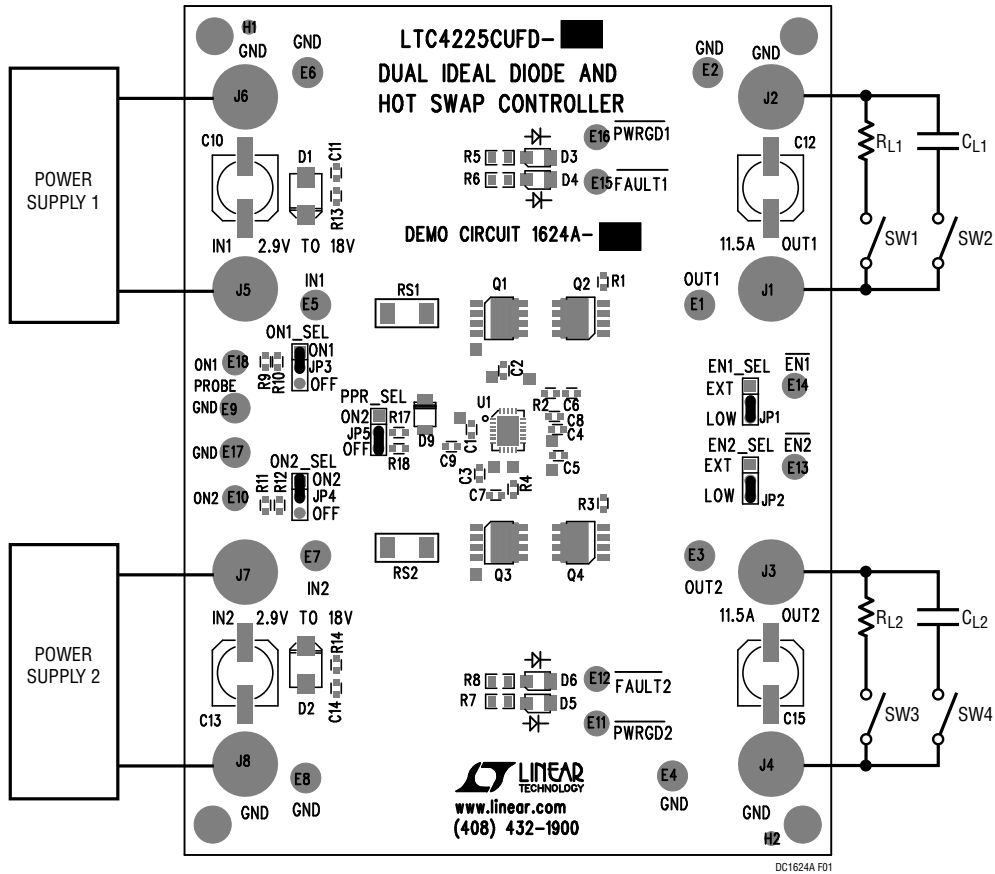 H1
GND
GND
E6
LTC4225CUFD-
DUAL IDEAL DIODE AND
HOT SWAP CONTROLLER
GND
E2
GND
POWER
SUPPLY 1
J6
C10
D1
C11
R13
IN1 2.9V TO 18V
J5
IN1
E5
R5
R6
D3
D4
E16
PWRGD1
E15
FAULT1
DEMO CIRCUIT 1624A-
J2
C12
11.5A OUT1
J1
OUT1
E1
RL1
CL1
SW1
SW2
RS1
Q1
Q2
R1
ON1_SEL
ON1
JP3
OFF
ON1
E18
PROBE
GND
E9
R9
R10
PPR_SEL
ON2
JP5
OFF
R17
R18
D9
C9
C1
C2
U1
R2
C6
C8
C4
C5
C3
C7
R4
R3
GND
E17
ON2
E10
R11
R12
ON2_SEL
ON2
JP4
OFF
EN1_SEL
EXT
LOW
JP1
EN1
E14
EN2_SEL
EXT
LOW
JP2
EN2
E13
RS2
Q3
Q4
POWER
SUPPLY 2
J7
E7
IN2
IN2 2.9V TO 18V
C13
D2
R14
C14
J8
E8
GND
GND
R8
R7
D6
D5
E12
FAULT2
E11
PWRGD2
E3
OUT2
J3
11.5A OUT2
C15
J4
E4
GND
GND
H2
RL2
CL2
SW3
SW4
LINEAR
TECHNOLOGY
www.linear.com
(408) 432-1900
DC1624A F01